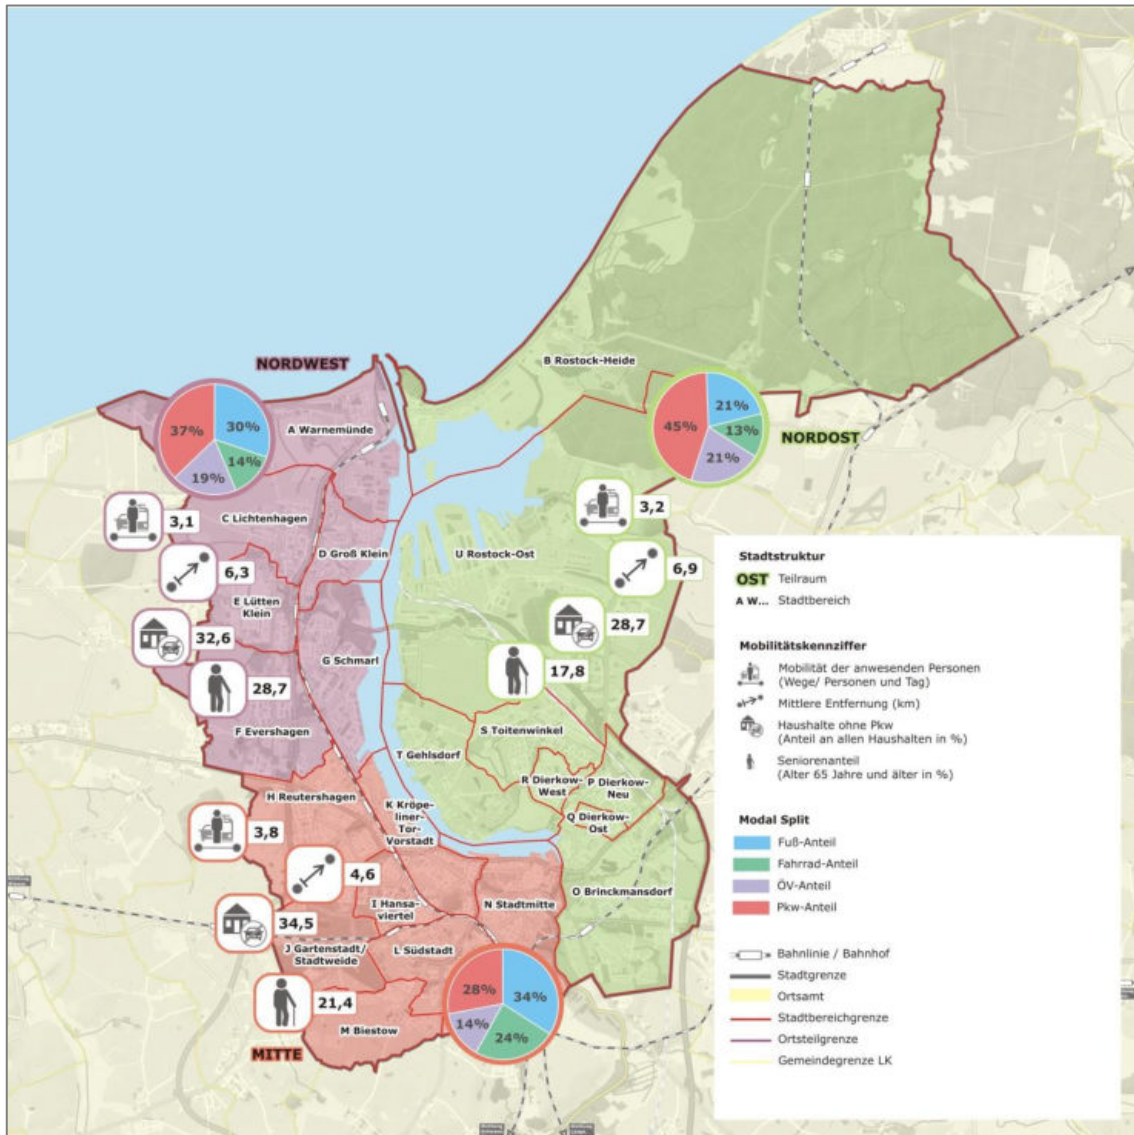 NORDWEST
37%
30%
14%
19%
A Warnemünde
B Rostock-Heide
45%
21%
13%
21%
NORDOST
C Lichtenhagen
D Groß Klein
3,1
6,3
E Lütten
Klein
32,6
G Schmarl
28,7
F Evershagen
U Rostock-Ost
3,2
6,9
28,7
17,8
S Toitenwinkel
T Gehlsdorf
R Dierkow-
West
P Dierkow-
Neu
Q Dierkow-
Ost
O Brinckmansdorf
H Reutershagen
K Kröpe-
liner-
Tor-
Vorstadt
3,8
4,6
I Hansa-
viertel
N Stadtmitte
34,5
J Gartenstadt/
Stadtweide
L Südstadt
21,4
M Biestow
MITTE
28%
34%
14%
24%
Stadtstruktur
OST Teilraum
A W... Stadtbereich
Mobilitätskennziffer
Mobilität der anwesenden Personen
(Wege/ Personen und Tag)
Mittlere Entfernung (km)
Haushalte ohne Pkw
(Anteil an allen Haushalten in %)
Seniorenanteil
(Alter 65 Jahre und älter in %)
Modal Split
Fuß-Anteil
Fahrrad-Anteil
ÖV-Anteil
Pkw-Anteil
Bahnlinie / Bahnhof
Stadtgrenze
Ortsamt
Stadtbereichgrenze
Ortsteilgrenze
Gemeindegrenze LK